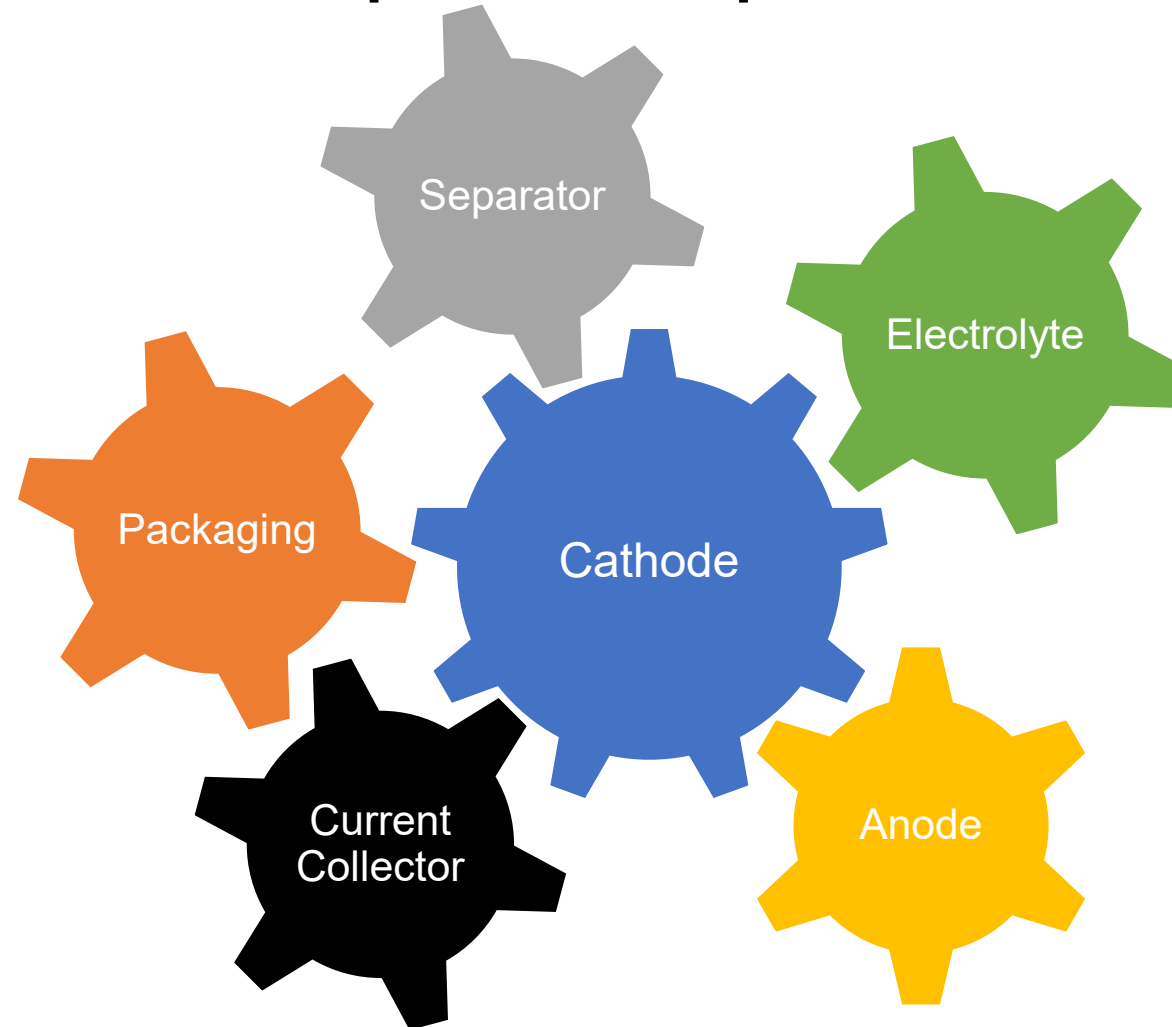 Separator
Electrolyte
Packaging
Cathode
Current
Collector
Anode